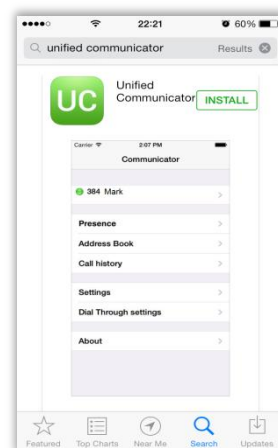 22:21 60%
unified communicator Results
UC
Unified
Communicator
INSTALL
Carrier 2:07 PM
Communicator
384 Mark
Presence
Address Book
Call history
Settings
Dial Through settings
About
Featured Top Charts Near Me Search Updates